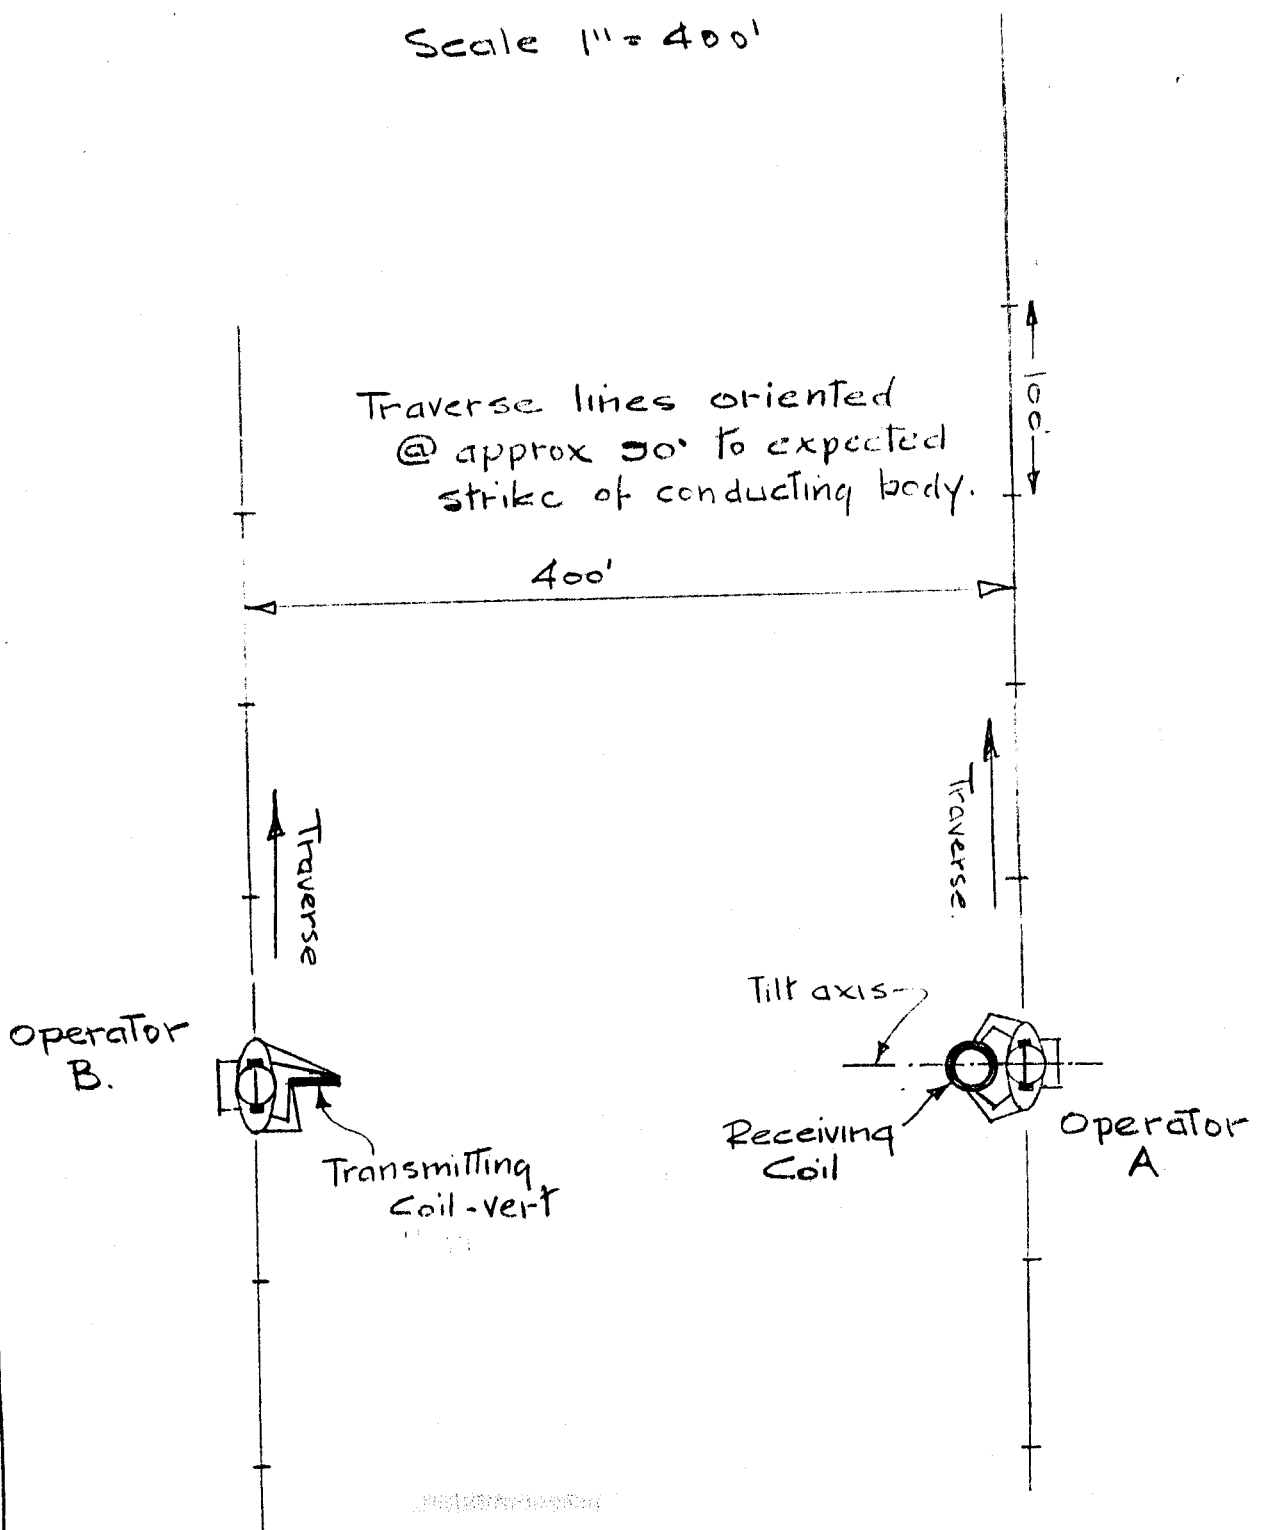 Scale 1" = 400'
100'
Traverse lines oriented
@ approx 90° to expected
strike of conducting body.
400'
Traverse
Traverse.
Tilt axis
Operator
B.
Receiving
Coil
Operator
A
Transmitting
Coil - vert